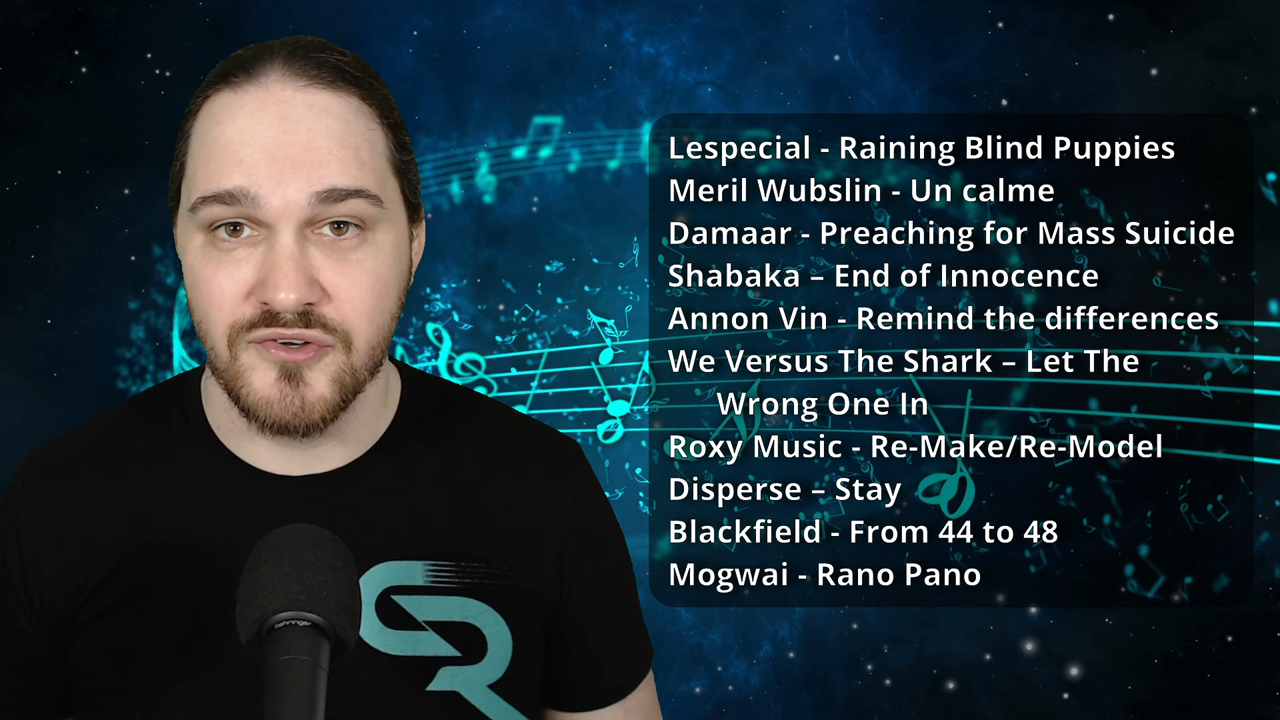 Lespecial - Raining Blind Puppies
Meril Wubslin - Un calme
Damaar - Preaching for Mass Suicide
Shabaka – End of Innocence
Annon Vin - Remind the differences
We Versus The Shark – Let The
Wrong One In
Roxy Music - Re-Make/Re-Model
Disperse – Stay
Blackfield - From 44 to 48
Mogwai - Rano Pano
behringer